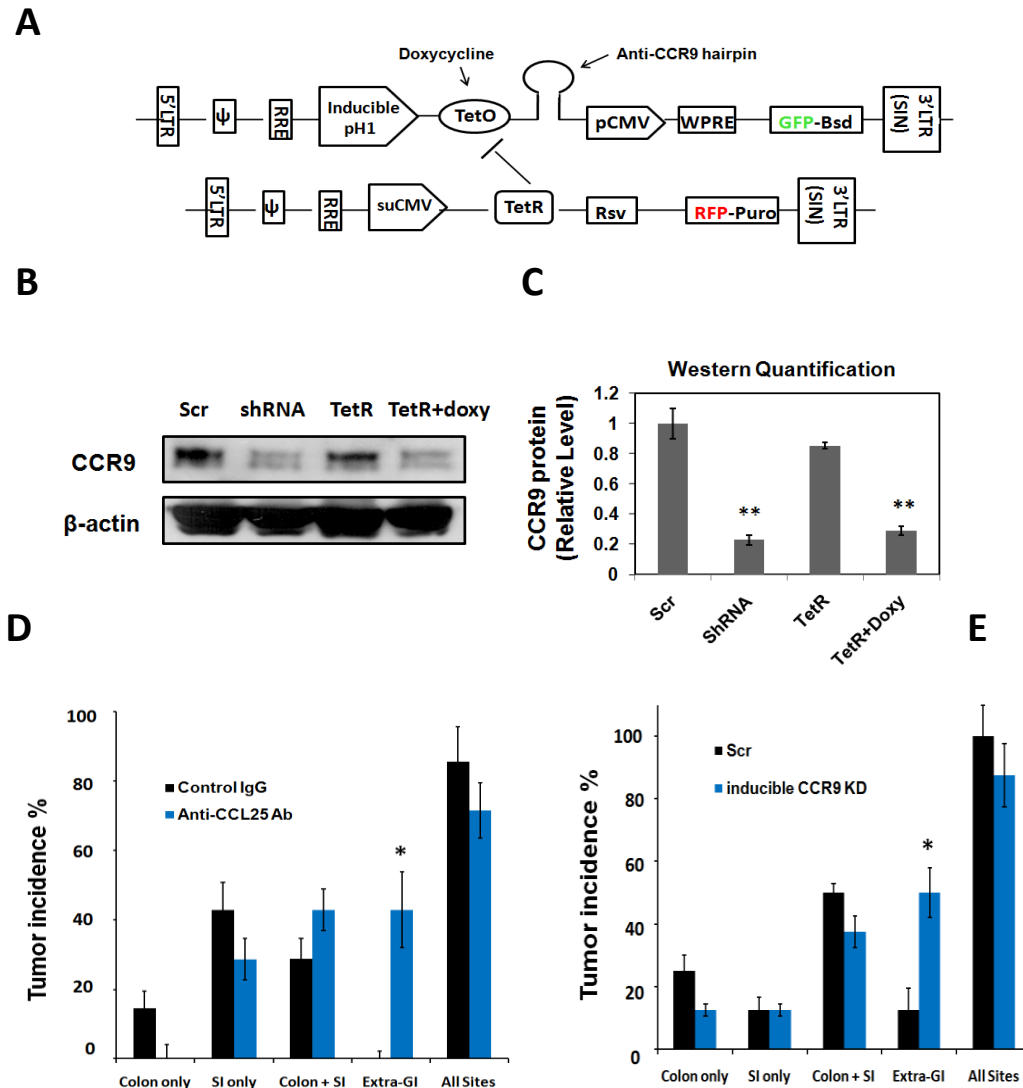 A
Doxycycline
Anti-CCR9 hairpin
5'LTR
ψ
RRE
Inducible
pH1
TetO
pCMV
WPRE
GFP-Bsd
3'LTR
(SIN)
5'LTR
ψ
RRE
suCMV
TetR
Rsv
RFP-Puro
3'LTR
(SIN)
B
Scr shRNA TetR TetR+doxy
CCR9
β-actin
C
Western Quantification
CCR9 protein
(Relative Level)
1.2
1
0.8
0.6
0.4
0.2
0
**
**
Scr
ShRNA
TetR
TetR+Doxy
D
Tumor incidence %
100
80
60
40
20
0
Control IgG
Anti-CCL25 Ab
*
Colon only SI only Colon + SI Extra-GI All Sites
E
Tumor incidence %
100
80
60
40
20
0
Scr
inducible CCR9 KD
*
Colon only SI only Colon + SI Extra-GI All Sites